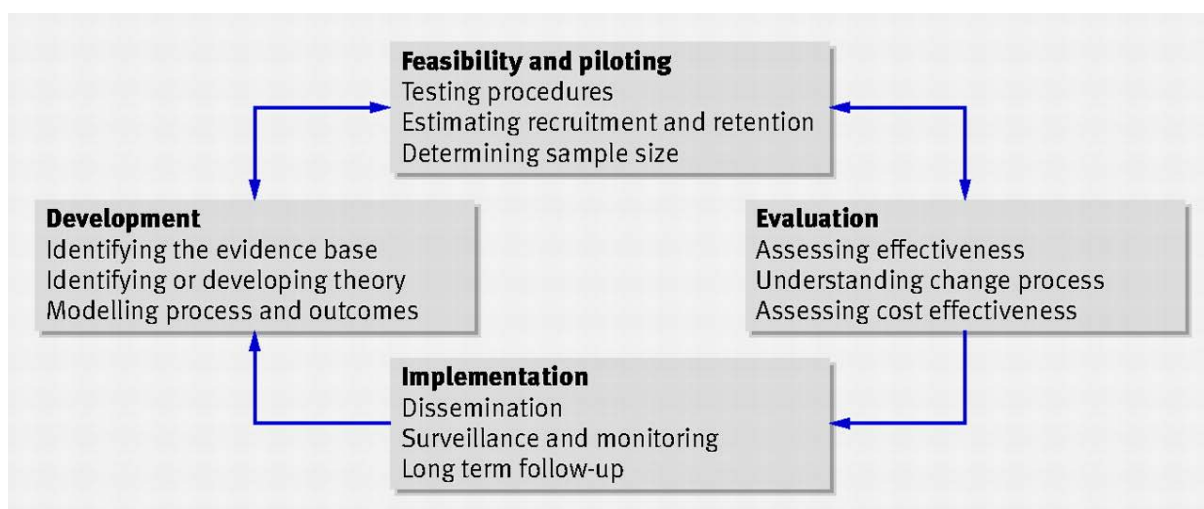 Feasibility and piloting
Testing procedures
Estimating recruitment and retention
Determining sample size
Development
Identifying the evidence base
Identifying or developing theory
Modelling process and outcomes
Evaluation
Assessing effectiveness
Understanding change process
Assessing cost effectiveness
Implementation
Dissemination
Surveillance and monitoring
Long term follow-up